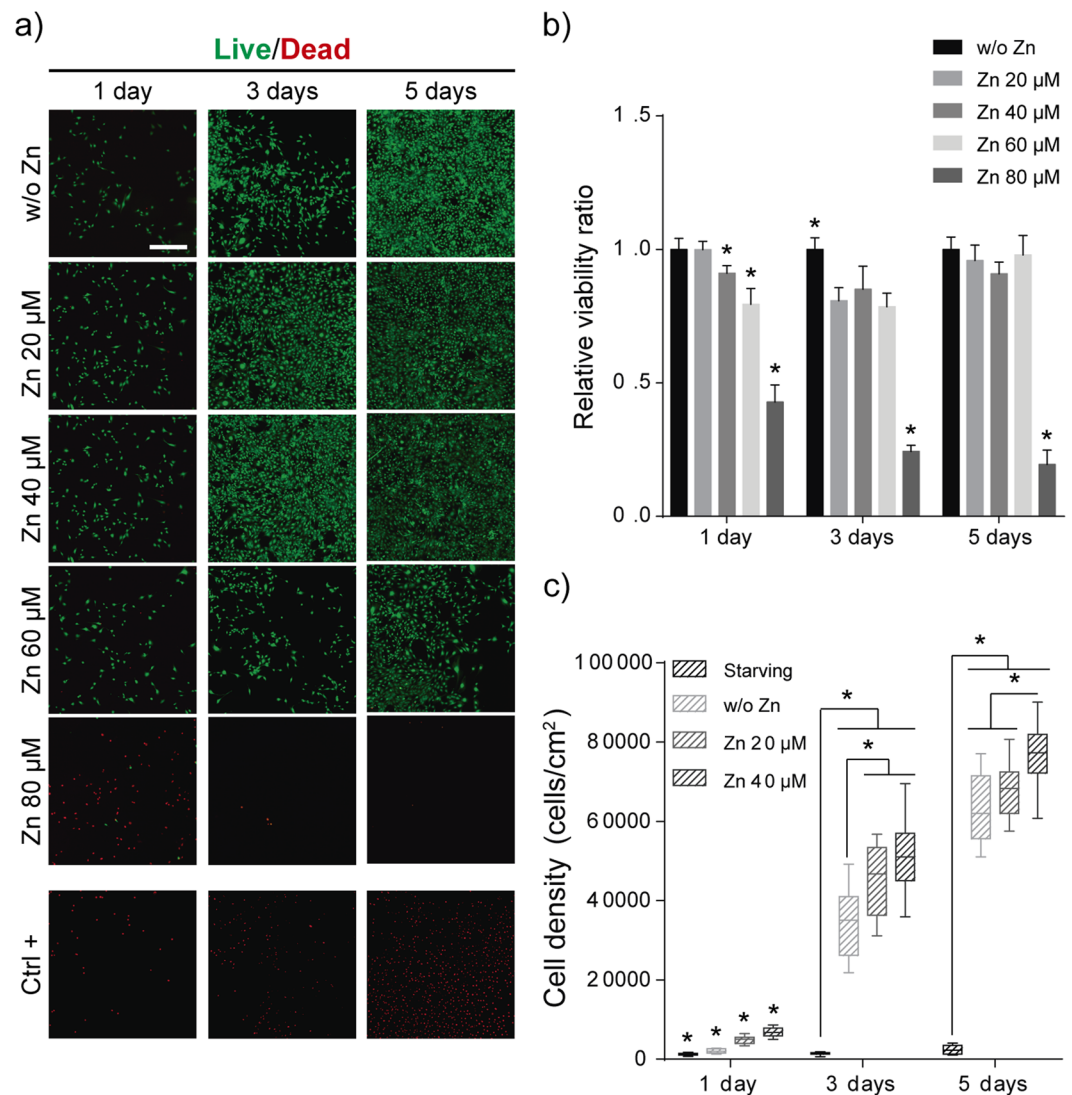 a)
Live/Dead
1 day 3 days 5 days
w/o Zn
Zn 20 µM
Zn 40 µM
Zn 60 µM
Zn 80 µM
Ctrl +
b)
w/o Zn
Zn 20 µM
Zn 40 µM
Zn 60 µM
Zn 80 µM
Relative viability ratio
1.5
1.0
0.5
0.0
* * * * * *
1 day 3 days 5 days
c)
Starving
w/o Zn
Zn 20 µM
Zn 40 µM
Cell density (cells/cm²)
100000
80000
60000
40000
20000
0
* * * * * * * *
1 day 3 days 5 days